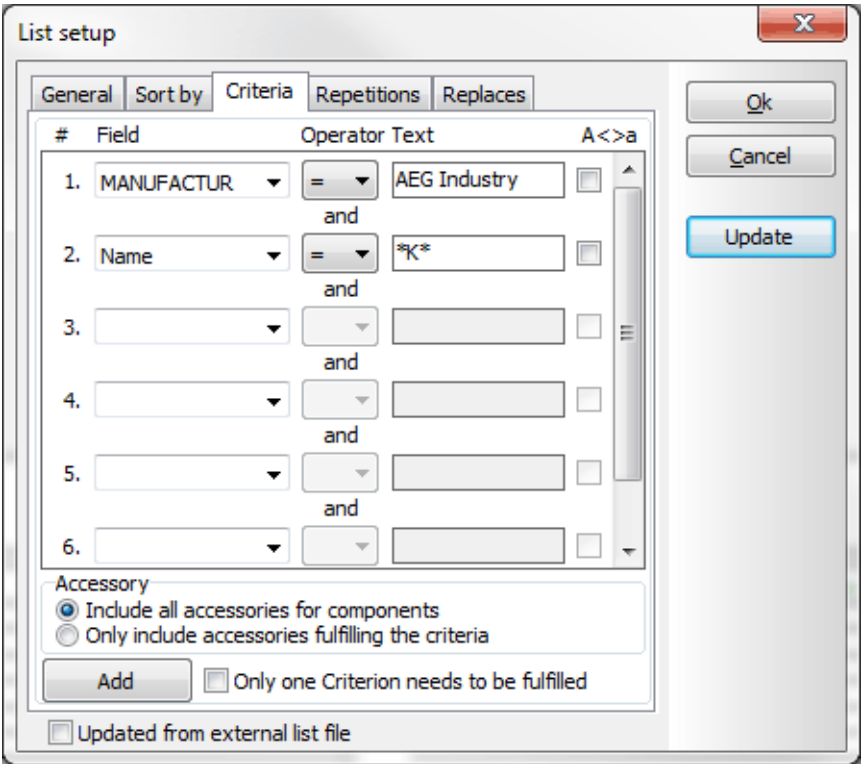 List setup
General Sort by Criteria Repetitions Replaces
# Field Operator Text A<>a
1. MANUFACTUR = AEG Industry
and
2. Name = *K*
and
3.
and
4.
and
5.
and
6.
Accessory
Include all accessories for components
Only include accessories fulfilling the criteria
Add Only one Criterion needs to be fulfilled
Updated from external list file
Ok
Cancel
Update